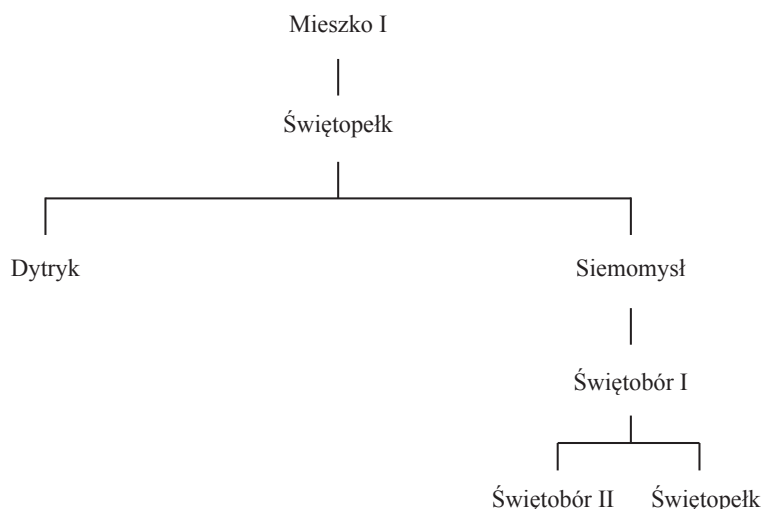 Mieszko I
Świętopełk
Dytryk Siemomysł
Świętobór I
Świętobór II Świętopełk